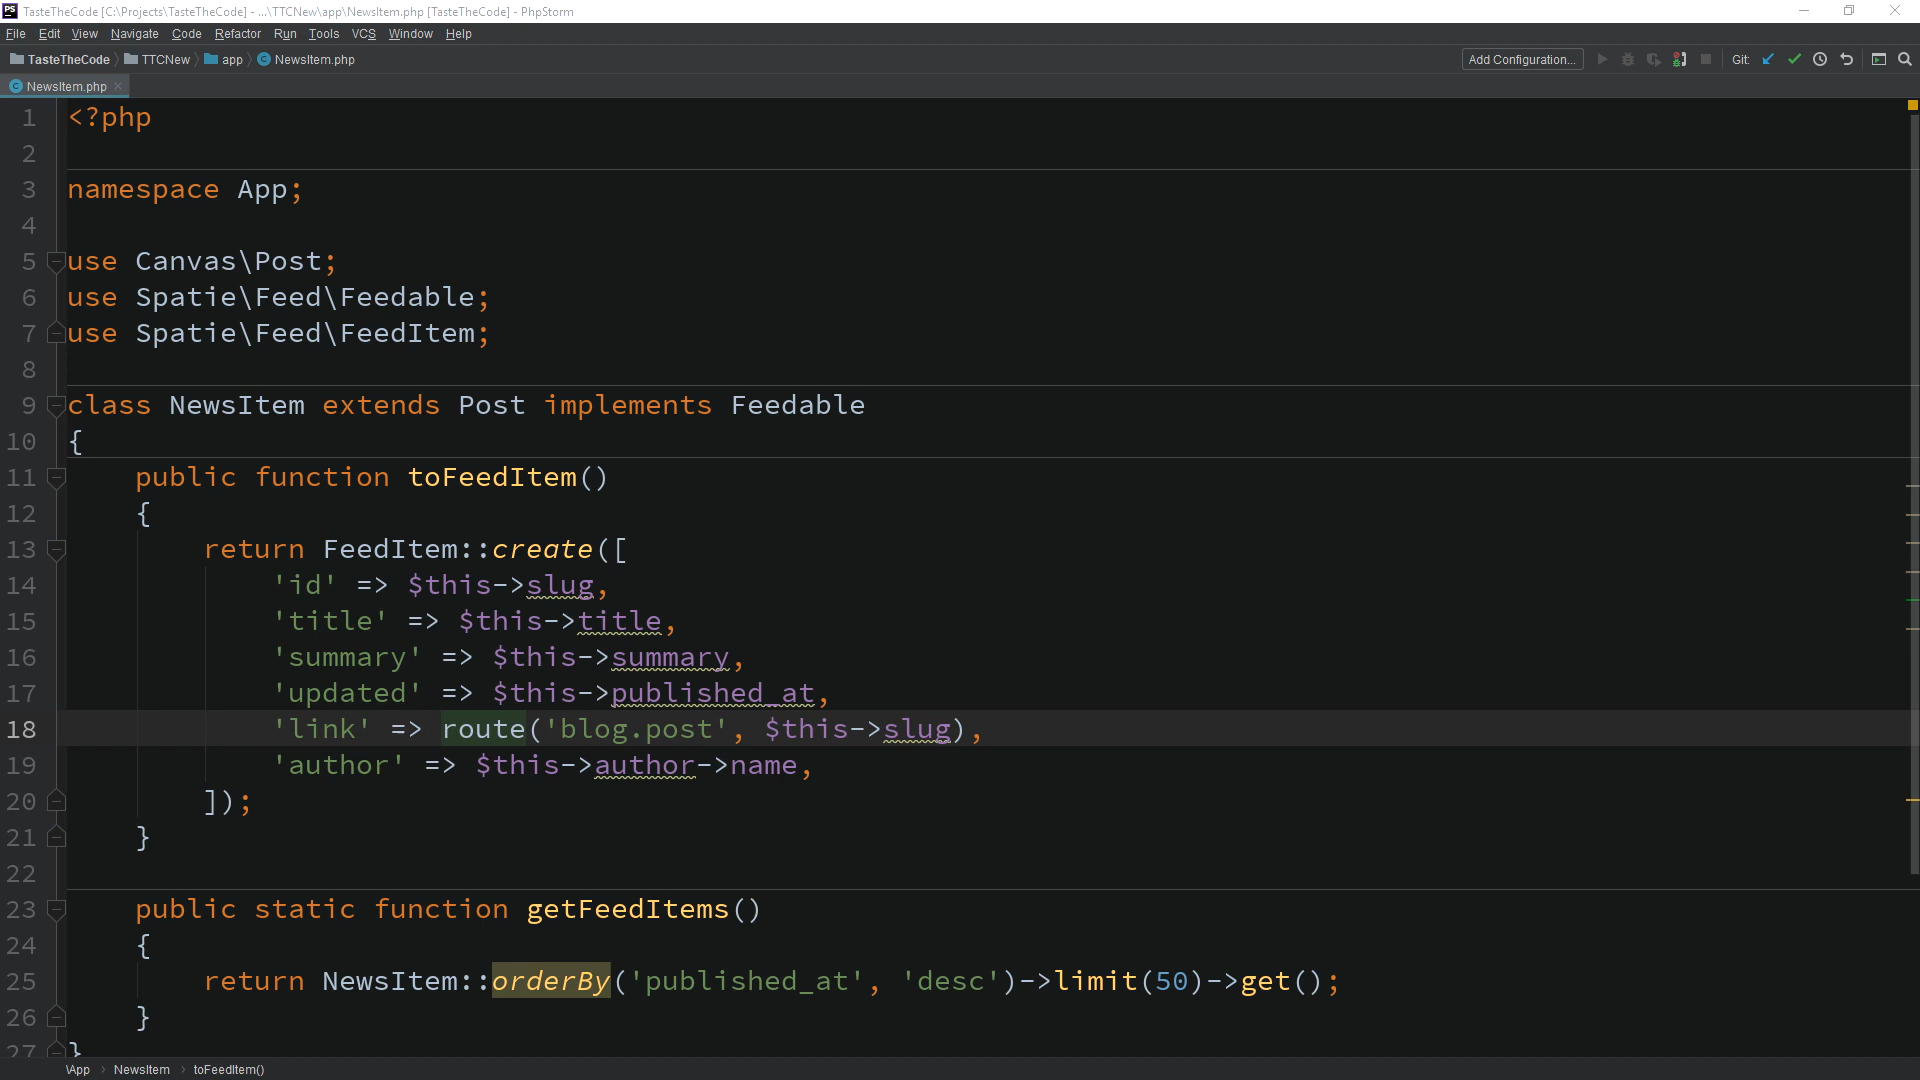 PS TasteTheCode [C:\Projects\TasteTheCode] - ...\TTCNew\app\NewsItem.php [TasteTheCode] - PhpStorm
File Edit View Navigate Code Refactor Run Tools VCS Window Help
TasteTheCode TTCNew app NewsItem.php Add Configuration... Git:
NewsItem.php
1 <?php
2
3 namespace App;
4
5 use Canvas\Post;
6 use Spatie\Feed\Feedable;
7 use Spatie\Feed\FeedItem;
8
9 class NewsItem extends Post implements Feedable
10 {
11 public function toFeedItem()
12 {
13 return FeedItem::create([
14 'id' => $this->slug,
15 'title' => $this->title,
16 'summary' => $this->summary,
17 'updated' => $this->published_at,
18 'link' => route('blog.post', $this->slug),
19 'author' => $this->author->name,
20 ]);
21 }
22
23 public static function getFeedItems()
24 {
25 return NewsItem::orderBy('published_at', 'desc')->limit(50)->get();
26 }
27 }
\App › NewsItem › toFeedItem()